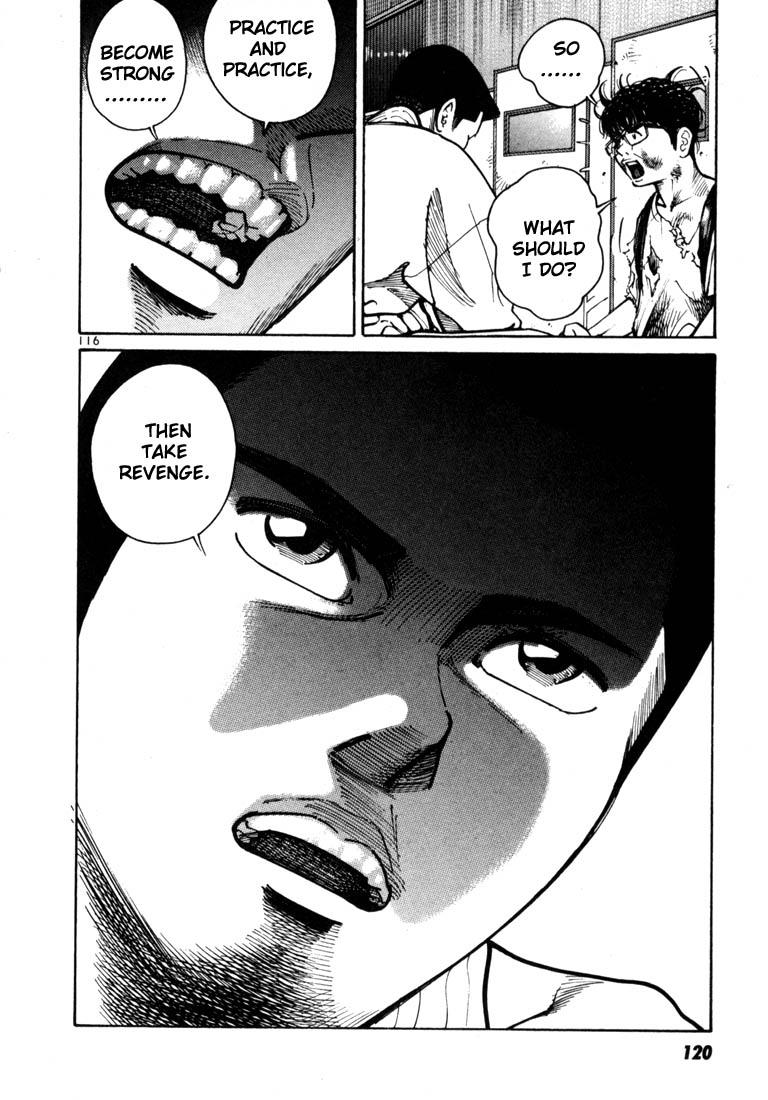 SO
......
WHAT
SHOULD
I DO?
PRACTICE
AND
PRACTICE,
BECOME
STRONG
.........
116
THEN
TAKE
REVENGE.
120